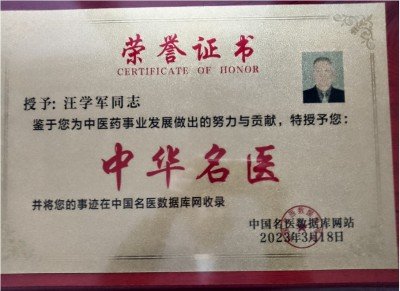 荣誉证书
CERTIFICATE OF HONOR
授予:汪学军同志
鉴于您为中医药事业发展做出的努力与贡献,特授予您:
中华名医
并将您的事迹在中国名医数据库网收录
中国名医数据库网站
2023年3月18日